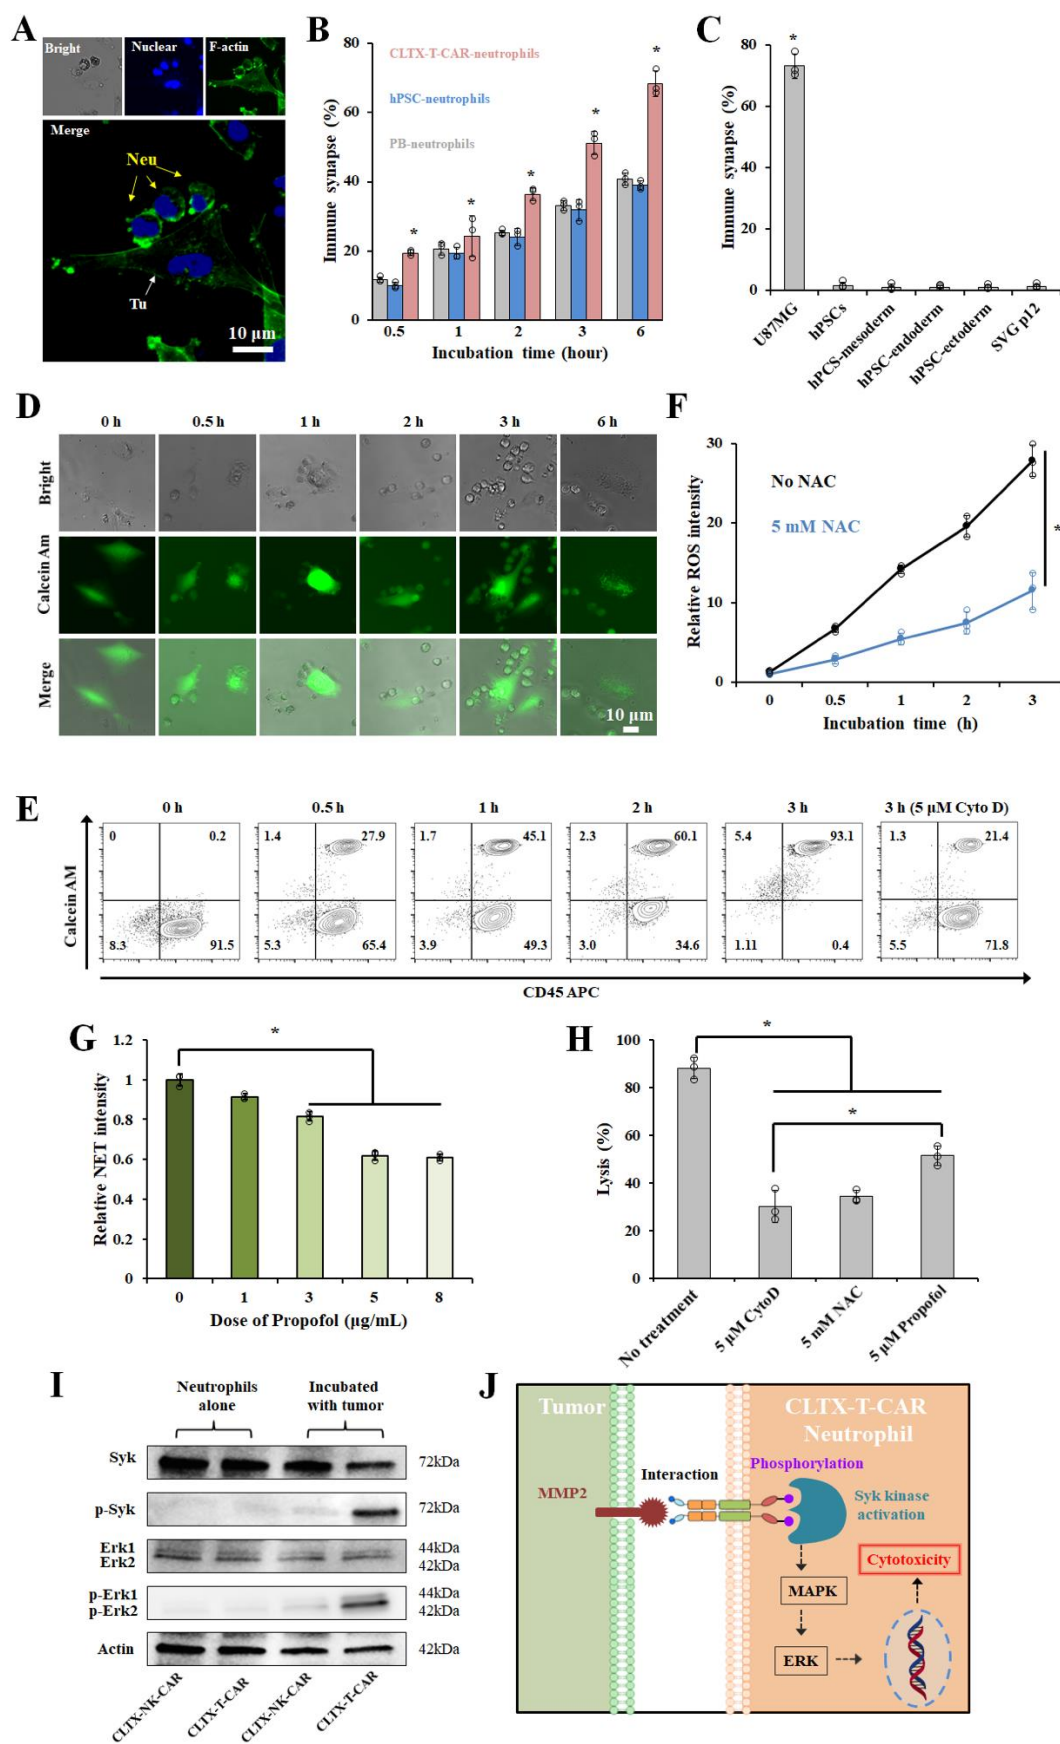 A
Bright
Nuclear
F-actin
Merge
Neu
Tu
10 µm
B
Immune synapse (%)
80
60
40
20
0
CLTX-T-CAR-neutrophils
hPSC-neutrophils
PB-neutrophils
*
*
*
*
*
0.5
1
2
3
6
Incubation time (hour)
C
Immune synapse (%)
80
60
40
20
0
*
U87MG
hPSCs
hPCS-mesoderm
hPSC-endoderm
hPSC-ectoderm
SVG p12
D
0 h
0.5 h
1 h
2 h
3 h
6 h
Bright
Calcein Am
Merge
10 µm
F
Relative ROS intensity
30
20
10
0
No NAC
5 mM NAC
*
0
0.5
1
2
3
Incubation time (h)
E
0 h
0.5 h
1 h
2 h
3 h
3 h (5 µM Cyto D)
Calcein AM
0
0.2
1.4
27.9
1.7
45.1
2.3
60.1
5.4
93.1
1.3
21.4
8.3
91.5
5.3
65.4
3.9
49.3
3.0
34.6
1.11
0.4
5.5
71.8
CD45 APC
G
Relative NET intensity
1.2
1
0.8
0.6
0.4
0.2
0
*
0
1
3
5
8
Dose of Propofol (µg/mL)
H
Lysis (%)
100
80
60
40
20
0
*
*
No treatment
5 µM CytoD
5 mM NAC
5 µM Propofol
I
Neutrophils
alone
Incubated
with tumor
Syk
72kDa
p-Syk
72kDa
Erk1
44kDa
Erk2
42kDa
p-Erk1
44kDa
p-Erk2
42kDa
Actin
42kDa
CLTX-NK-CAR
CLTX-T-CAR
CLTX-NK-CAR
CLTX-T-CAR
J
Tumor
CLTX-T-CAR
Neutrophil
Interaction
Phosphorylation
MMP2
Syk kinase
activation
Cytotoxicity
MAPK
ERK